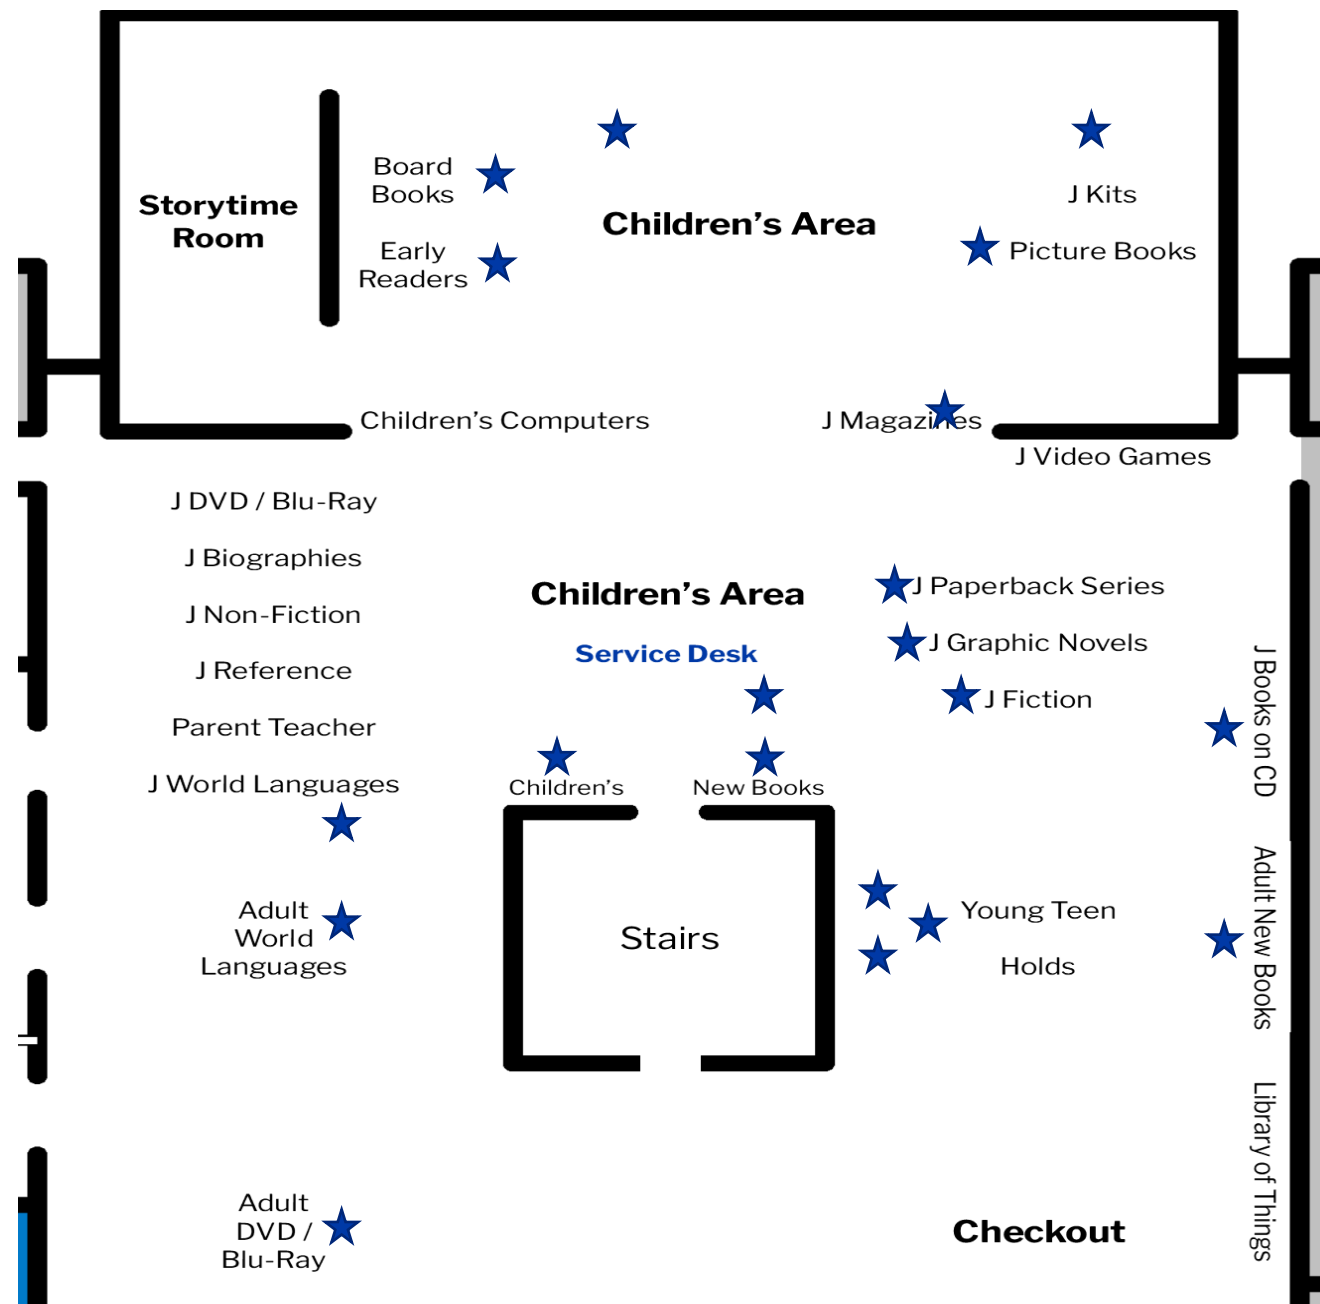 Board
Books
Storytime
Room
Children's Area
J Kits
Early
Readers
Picture Books
Children's Computers
J Magazines
J Video Games
J DVD / Blu-Ray
J Biographies
J Non-Fiction
J Reference
Parent Teacher
J World Languages
Children's Area
Service Desk
J Paperback Series
J Graphic Novels
J Fiction
J Books on CD
Children's
New Books
Stairs
Adult
World
Languages
Young Teen
Holds
Adult New Books
Library of Things
Adult
DVD /
Blu-Ray
Checkout